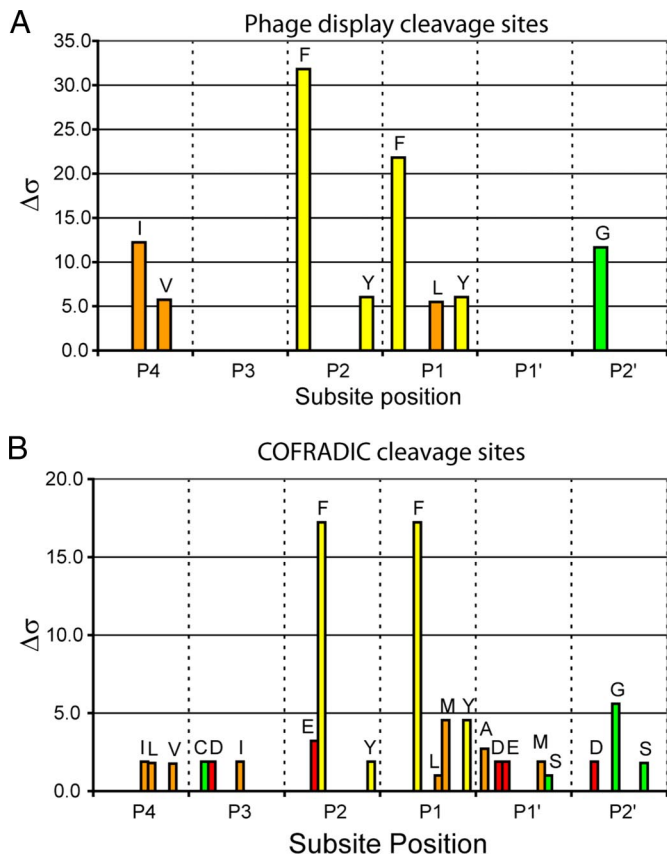 A
Phage display cleavage sites
35.0
30.0
25.0
20.0
15.0
10.0
5.0
0.0
Δσ
I
V
F
Y
F
L
Y
G
P4 P3 P2 P1 P1' P2'
Subsite position
B
COFRADIC cleavage sites
20.0
15.0
10.0
5.0
0.0
Δσ
I L V
C D I
E F Y
F L M Y
A D E M S
D G S
P4 P3 P2 P1 P1' P2'
Subsite Position